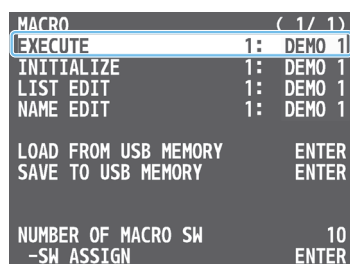 MACRO ( 1/ 1)
EXECUTE 1: DEMO 1
INITIALIZE 1: DEMO 1
LIST EDIT 1: DEMO 1
NAME EDIT 1: DEMO 1
LOAD FROM USB MEMORY ENTER
SAVE TO USB MEMORY ENTER
NUMBER OF MACRO SW 10
-SW ASSIGN ENTER